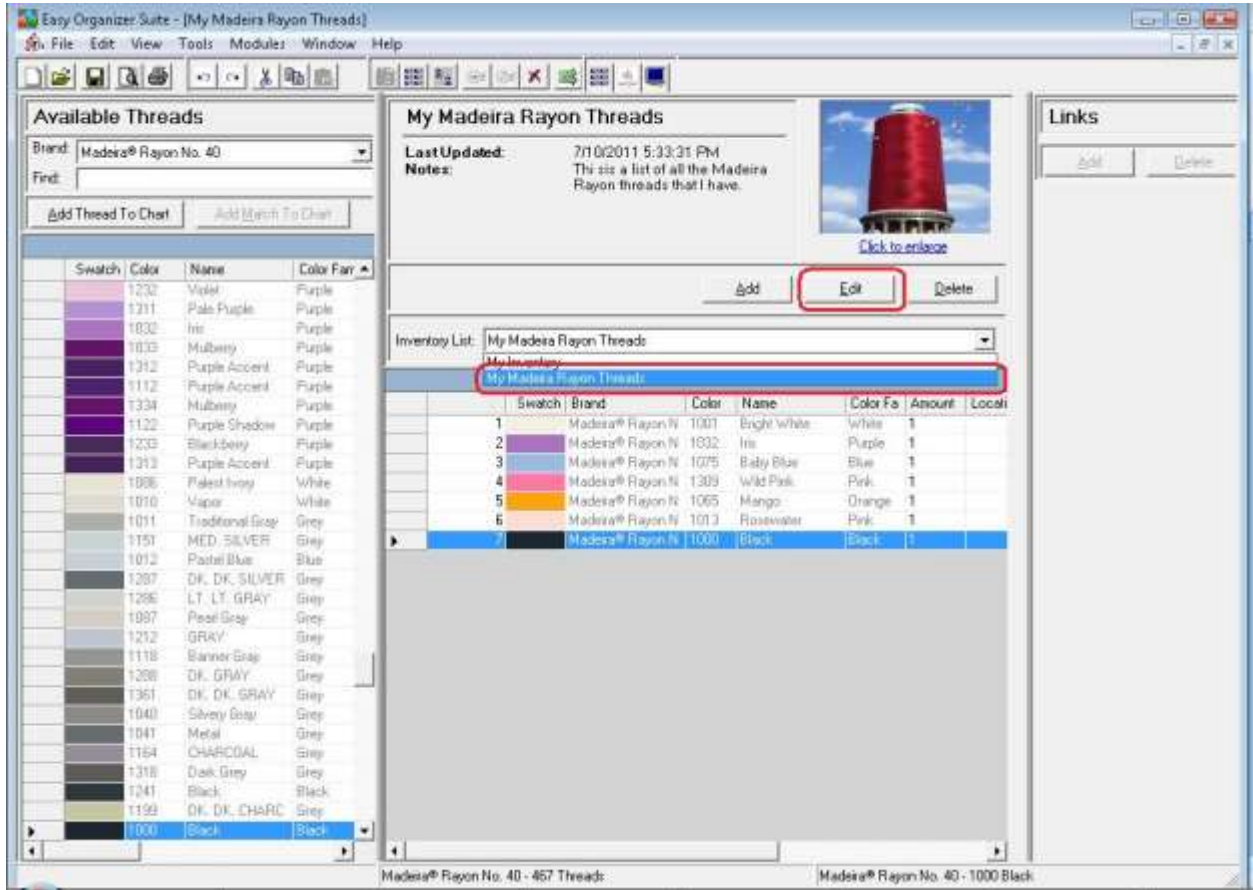 Easy Organizer Suite - [My Madeira Rayon Threads]
File Edit View Tools Modules Window Help
Available Threads
Brand: Madeira® Rayon No. 40
Find:
Add Thread To Chart Add Match To Chart
Swatch Color Name Color Fam
1232 Violet Purple
1311 Pale Purple Purple
1832 Iris Purple
1033 Mulberry Purple
1312 Purple Accent Purple
1112 Purple Accent Purple
1334 Mulberry Purple
1122 Purple Shadow Purple
1233 Blackberry Purple
1313 Purple Accent Purple
1086 Palest Ivory White
1010 Vapor White
1011 Traditional Gray Grey
1151 MED. SILVER Grey
1012 Pastel Blue Blue
1287 DK. DK. SILVER Grey
1286 LT. LT. GRAY Grey
1087 Pearl Gray Grey
1212 GRAY Grey
1118 Banner Gray Grey
1288 DK. GRAY Grey
1361 DK. DK. GRAY Grey
1040 Silvery Gray Grey
1041 Metal Grey
1164 CHARCOAL Grey
1318 Dark Grey Grey
1241 Black Black
1199 DK. DK. CHARC Grey
1000 Black Black
My Madeira Rayon Threads
Last Updated: 7/10/2011 5:33:31 PM
Notes: Thi sis a list of all the Madeira
Rayon threads that I have.
Click to enlarge
Add Edit Delete
Inventory List: My Madeira Rayon Threads
My Inventory
My Madeira Rayon Threads
Swatch Brand Color Name Color Fa Amount Locati
1 Madeira® Rayon N 1001 Bright White White 1
2 Madeira® Rayon N 1832 Iris Purple 1
3 Madeira® Rayon N 1075 Baby Blue Blue 1
4 Madeira® Rayon N 1309 Wild Pink Pink 1
5 Madeira® Rayon N 1065 Mango Orange 1
6 Madeira® Rayon N 1013 Rosewater Pink 1
7 Madeira® Rayon N 1000 Black Black 1
Links
Add Delete
Madeira® Rayon No. 40 - 467 Threads
Madeira® Rayon No. 40 - 1000 Black